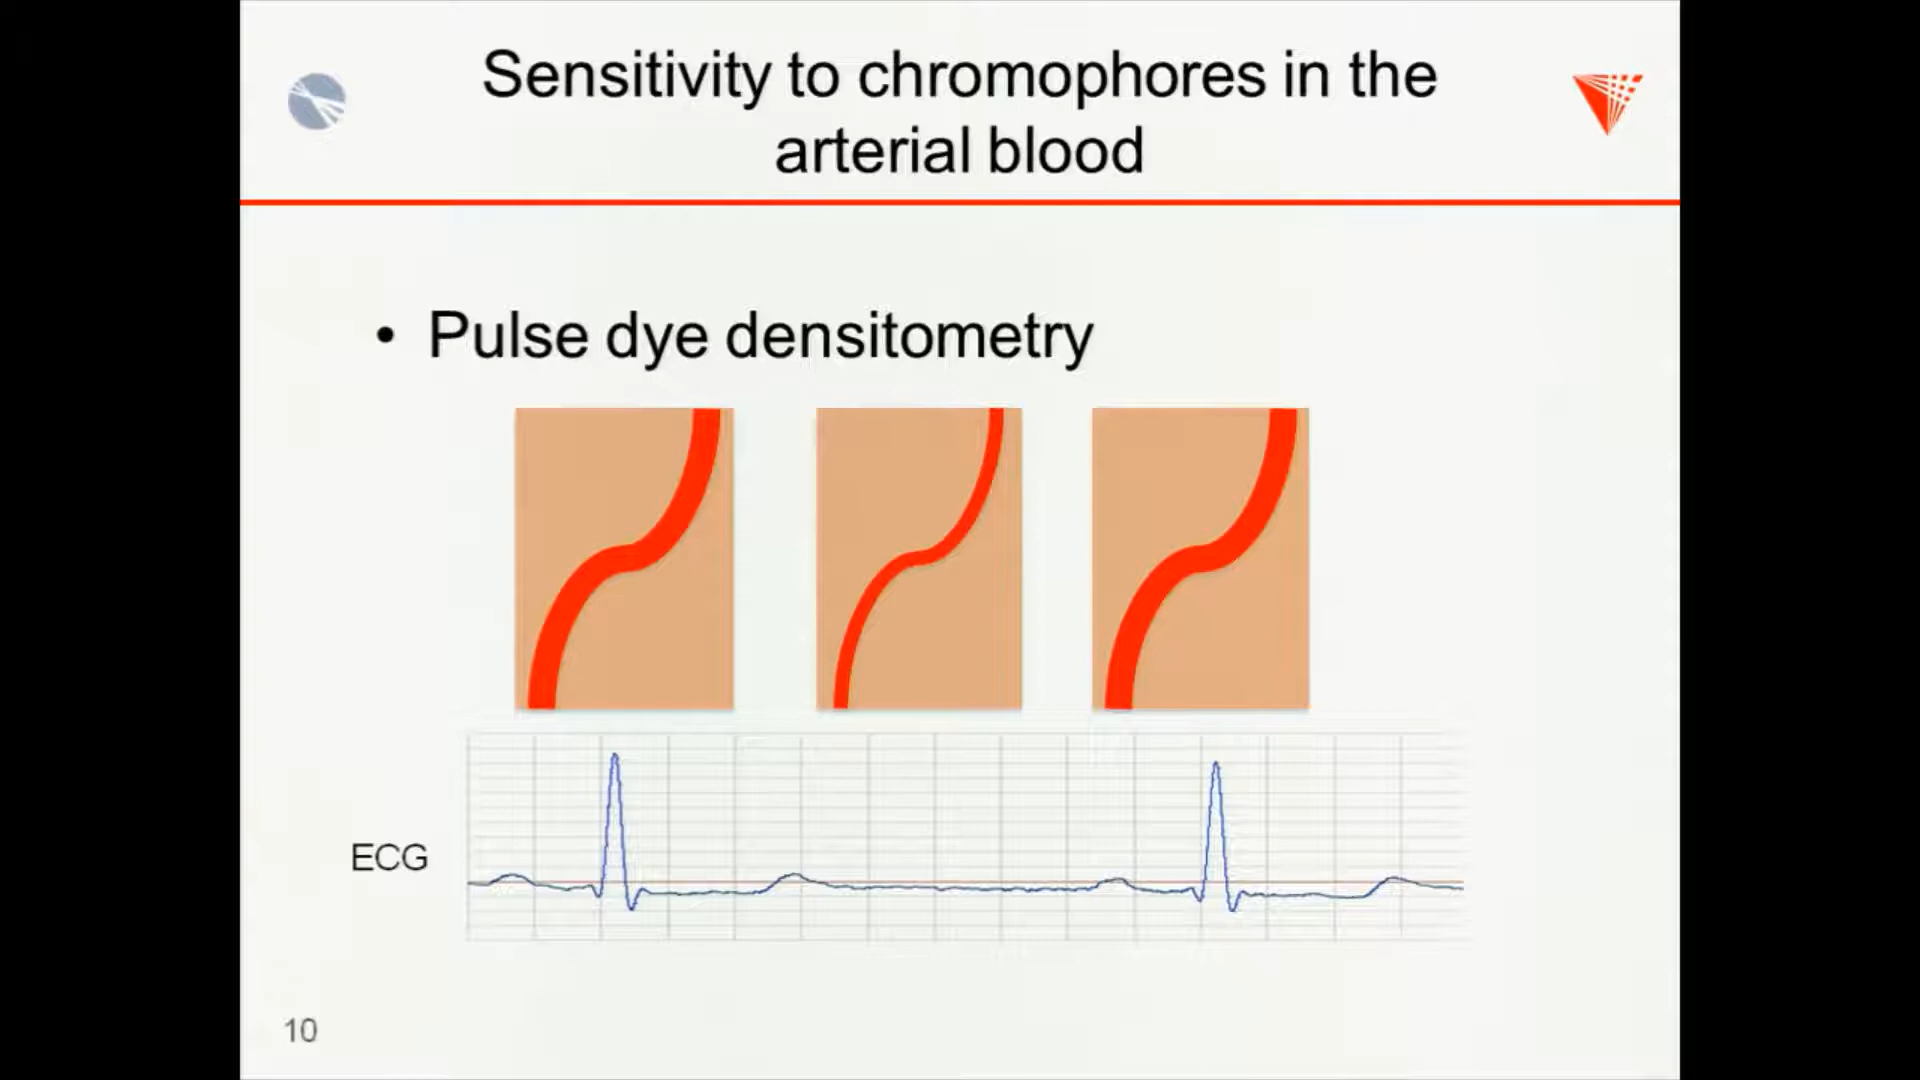 Sensitivity to chromophores in the
arterial blood
• Pulse dye densitometry
ECG
10